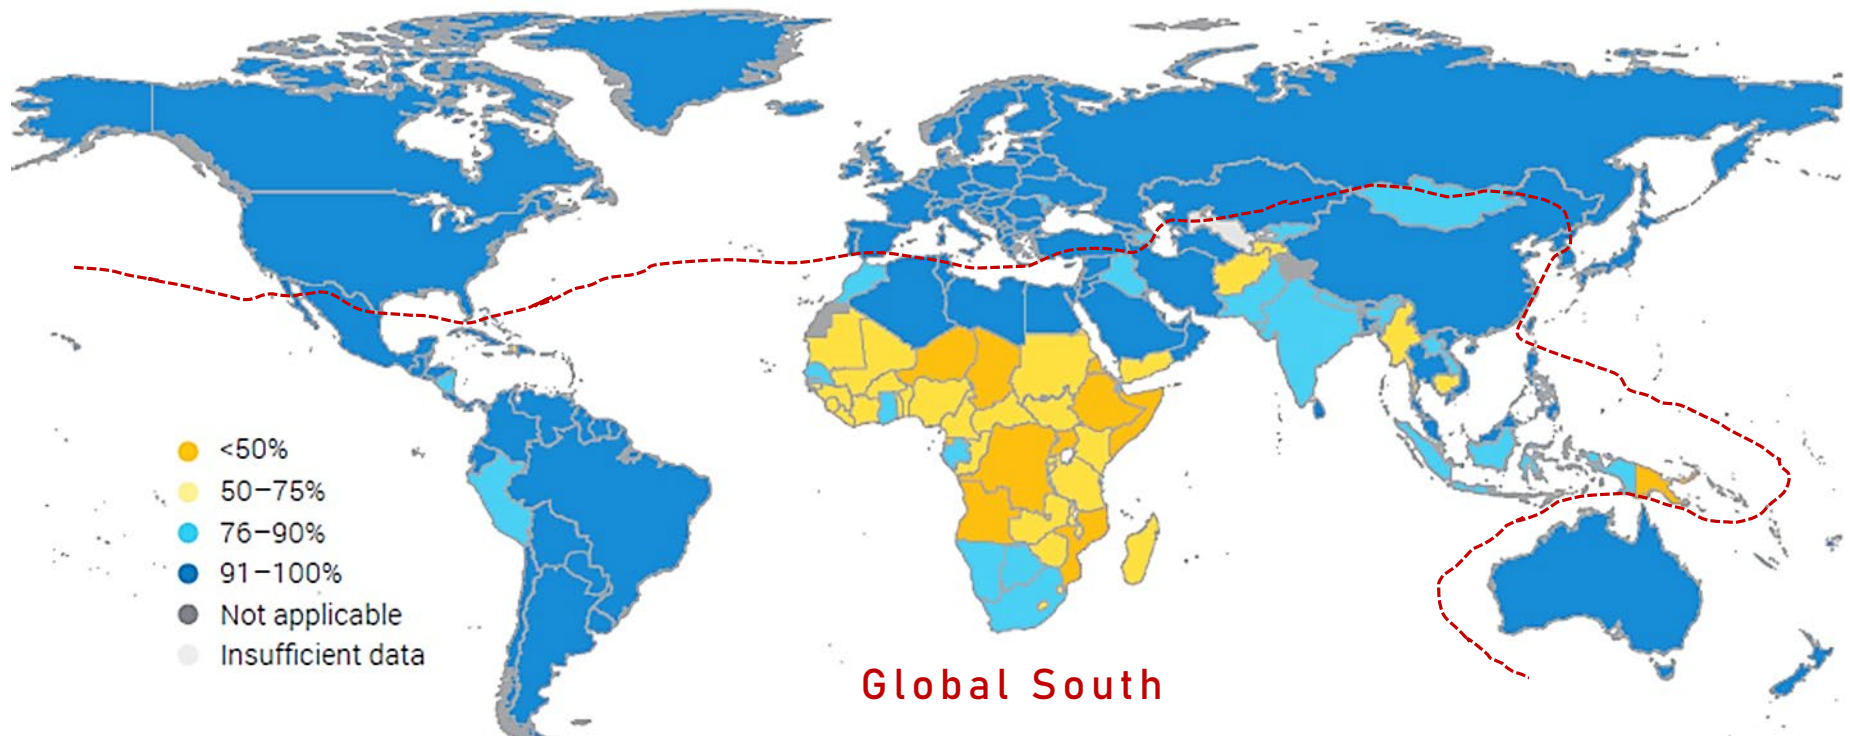 <50%
50–75%
76–90%
91–100%
Not applicable
Insufficient data
Global South